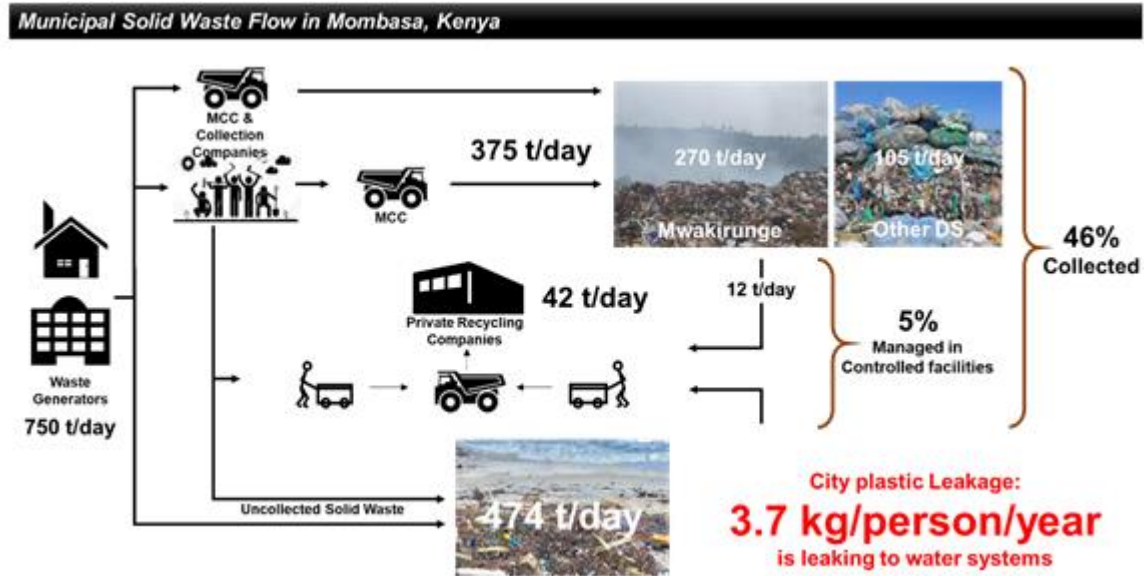 Municipal Solid Waste Flow in Mombasa, Kenya
MCC &
Collection
Companies
375 t/day
MCC
270 t/day
Mwakirunge
105 t/day
Other DS
46%
Collected
Waste
Generators
750 t/day
Private Recycling
Companies
42 t/day
12 t/day
5%
Managed in
Controlled facilities
Uncollected Solid Waste
474 t/day
City plastic Leakage:
3.7 kg/person/year
is leaking to water systems